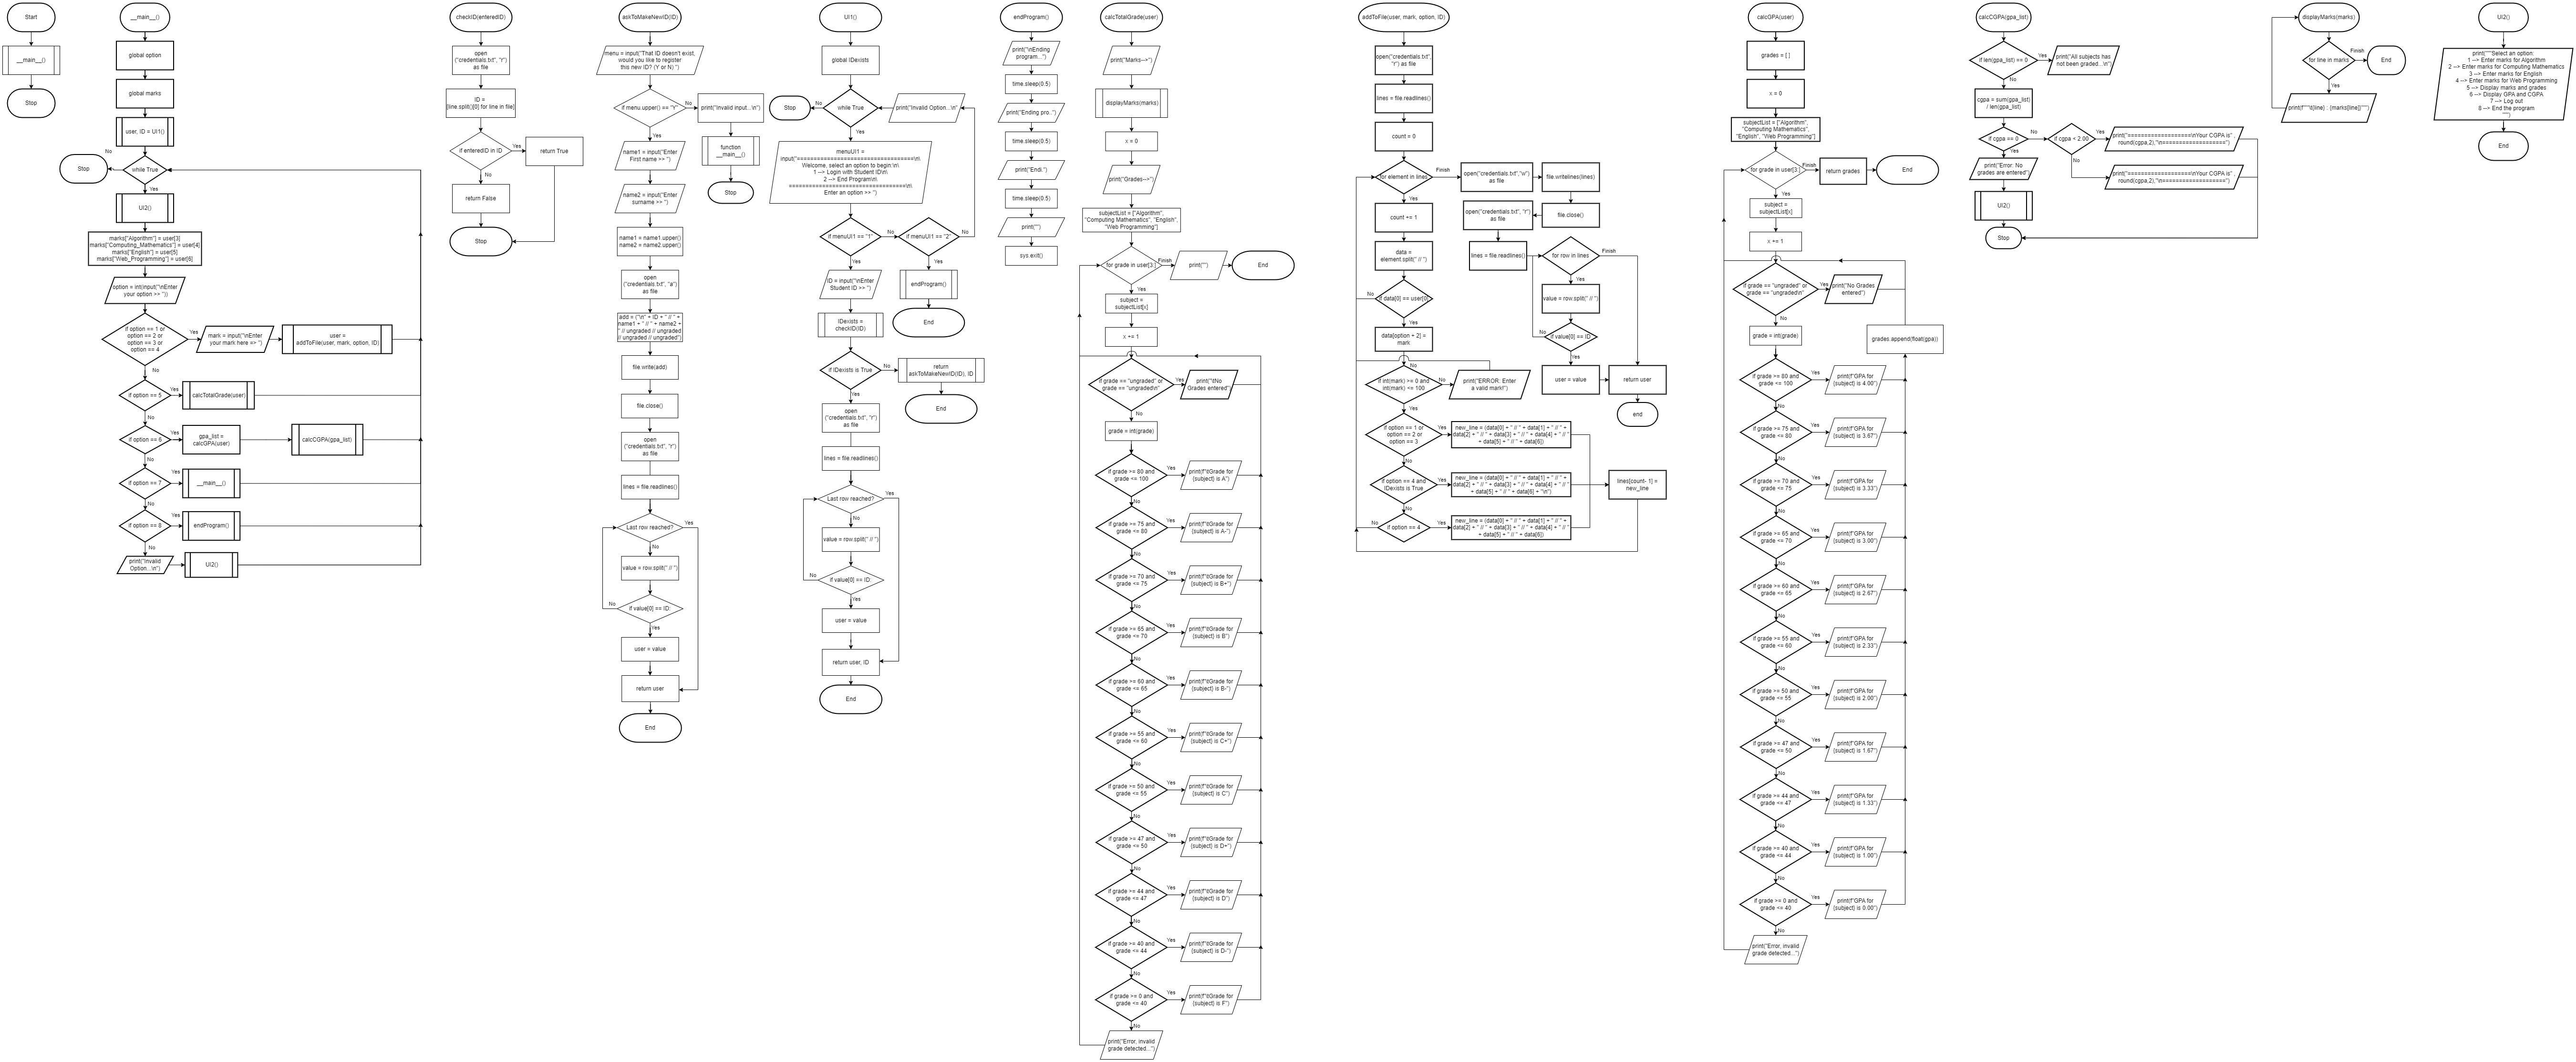 Start
__main__()
Stop
__main__()
global option
global marks
user, ID = UI1()
No
Stop
while True
Yes
UI2()
marks["Algorithm"] = user[3]
marks["Computing_Mathematics"] = user[4]
marks["English"] = user[5]
marks["Web_Programming"] = user[6]
option = int(input("\nEnter
your option >> "))
if option == 1 or
option == 2 or
option == 3 or
option == 4
Yes
mark = input("\nEnter
your mark here => ")
user =
addToFile(user, mark, option, ID)
No
if option == 5
Yes
calcTotalGrade(user)
No
if option == 6
Yes
gpa_list =
calcGPA(user)
calcCGPA(gpa_list)
No
if option == 7
Yes
__main__()
No
if option == 8
Yes
endProgram()
No
print("Invalid
Option...\n")
UI2()
checkID(enteredID)
open
("credentials.txt", "r")
as file
ID =
[line.split()[0] for line in file]
if enteredID in ID
Yes
return True
No
return False
Stop
askToMakeNewID(ID)
menu = input("That ID doesn't exist,
would you like to register
this new ID? (Y or N) ")
if menu.upper() == "Y"
No
print("Invalid input...\n")
Yes
function
__main__()
Stop
name1 = input("Enter
First name >> ")
name2 = input("Enter
surname >> ")
name1 = name1.upper()
name2 = name2.upper()
open
("credentials.txt", "a")
as file
add = ("\n" + ID + " // " +
name1 + " // " + name2 +
" // ungraded // ungraded
// ungraded // ungraded")
file.write(add)
file.close()
open
("credentials.txt", "r")
as file
lines = file.readlines()
Last row reached?
Yes
No
value = row.split(" // ")
No
if value[0] == ID:
Yes
user = value
return user
End
UI1()
global IDexists
Stop
No
while True
print("Invalid Option...\n"
Yes
menuUI1 =
Welcome, select an option to begin:\n\
1 --> Login with Student ID\n\
2 --> End Program\n\
Enter an option >> ")
if menuUI1 == "1"
No
if menuUI1 == "2"
No
Yes
Yes
ID = input("\nEnter
Student ID >> ")
endProgram()
End
IDexists =
checkID(ID)
if IDexists is True
No
return
askToMakeNewID(ID), ID
End
Yes
open
("credentials.txt", "r")
as file
lines = file.readlines()
Last row reached?
Yes
No
value = row.split(" // ")
No
if value[0] == ID:
Yes
user = value
return user, ID
End
endProgram()
print("\nEnding
program...")
time.sleep(0.5)
print("Ending pro..")
time.sleep(0.5)
print("End\.")
time.sleep(0.5)
print("")
sys.exit()
calcTotalGrade(user)
print("Marks-->")
displayMarks(marks)
x = 0
print("Grades-->")
subjectList = ["Algorithm",
"Computing Mathematics", "English",
"Web Programming"]
for grade in user[3:]
Finish
print("")
End
Yes
subject =
subjectList[x]
x += 1
if grade == "ungraded" or
grade == "ungraded\n"
Yes
print("\tNo
Grades entered")
No
grade = int(grade)
if grade >= 80 and
grade <= 100
Yes
print(f"\tGrade for
{subject} is A")
No
if grade >= 75 and
grade <= 80
Yes
print(f"\tGrade for
{subject} is A-")
No
if grade >= 70 and
grade <= 75
Yes
print(f"\tGrade for
{subject} is B+")
No
if grade >= 65 and
grade <= 70
Yes
print(f"\tGrade for
{subject} is B")
No
if grade >= 60 and
grade <= 65
Yes
print(f"\tGrade for
{subject} is B-")
No
if grade >= 55 and
grade <= 60
Yes
print(f"\tGrade for
{subject} is C+")
No
if grade >= 50 and
grade <= 55
Yes
print(f"\tGrade for
{subject} is C")
No
if grade >= 47 and
grade <= 50
Yes
print(f"\tGrade for
{subject} is D+")
No
if grade >= 44 and
grade <= 47
Yes
print(f"\tGrade for
{subject} is D")
No
if grade >= 40 and
grade <= 44
Yes
print(f"\tGrade for
{subject} is D-")
No
if grade >= 0 and
grade <= 40
Yes
print(f"\tGrade for
{subject} is F")
No
print("Error, invalid
grade detected...")
addToFile(user, mark, option, ID)
open("credentials.txt",
"r") as file
lines = file.readlines()
count = 0
for element in lines
Finish
open("credentials.txt","w")
as file
file.writelines(lines)
file.close()
open("credentials.txt", "r")
as file
lines = file.readlines()
for row in lines
Finish
Yes
value = row.split(" // ")
No
if value[0] == ID
Yes
user = value
return user
end
Yes
count += 1
data =
element.split(" // ")
No
if data[0] == user[0]
Yes
data[option + 2] =
mark
No
if int(mark) >= 0 and
int(mark) <= 100
No
print("ERROR: Enter
a valid mark!")
Yes
if option == 1 or
option == 2 or
option == 3
Yes
new_line = (data[0] + " // " + data[1] + " // " +
data[2] + " // " + data[3] + " // " + data[4] + " // "
+ data[5] + " // " + data[6])
No
if option == 4 and
IDexists is True
Yes
new_line = (data[0] + " // " + data[1] + " // " +
data[2] + " // " + data[3] + " // " + data[4] + " // "
+ data[5] + " // " + data[6] + "\n")
lines[count- 1] =
new_line
No
No
if option == 4
Yes
new_line = (data[0] + " // " + data[1] + " // " +
data[2] + " // " + data[3] + " // " + data[4] + " // "
+ data[5] + " // " + data[6])
calcGPA(user)
grades = [ ]
x = 0
subjectList = ["Algorithm",
"Computing Mathematics",
"English", "Web Programming"]
for grade in user[3:]
Finish
return grades
End
Yes
subject =
subjectList[x]
x += 1
if grade == "ungraded" or
grade == "ungraded\n"
Yes
print("No Grades
entered")
No
grade = int(grade)
grades.append(float(gpa))
if grade >= 80 and
grade <= 100
Yes
print(f"GPA for
{subject} is 4.00")
No
if grade >= 75 and
grade <= 80
Yes
print(f"GPA for
{subject} is 3.67")
No
if grade >= 70 and
grade <= 75
Yes
print(f"GPA for
{subject} is 3.33")
No
if grade >= 65 and
grade <= 70
Yes
print(f"GPA for
{subject} is 3.00")
No
if grade >= 60 and
grade <= 65
Yes
print(f"GPA for
{subject} is 2.67")
No
if grade >= 55 and
grade <= 60
Yes
print(f"GPA for
{subject} is 2.33")
No
if grade >= 50 and
grade <= 55
Yes
print(f"GPA for
{subject} is 2.00")
No
if grade >= 47 and
grade <= 50
Yes
print(f"GPA for
{subject} is 1.67")
No
if grade >= 44 and
grade <= 47
Yes
print(f"GPA for
{subject} is 1.33")
No
if grade >= 40 and
grade <= 44
Yes
print(f"GPA for
{subject} is 1.00")
No
if grade >= 0 and
grade <= 40
Yes
print(f"GPA for
{subject} is 0.00")
No
print("Error, invalid
grade detected...")
calcCGPA(gpa_list)
if len(gpa_list) == 0
Yes
print("All subjects has
not been graded...\n")
No
cgpa = sum(gpa_list)
/ len(gpa_list)
if cgpa == 0
No
if cgpa < 2.00
Yes
print("===================\nYour CGPA is" ,
round(cgpa,2),"\n===================")
Yes
No
print("Error: No
grades are entered")
print("===================\nYour CGPA is" ,
round(cgpa,2),"\n===================")
UI2()
Stop
displayMarks(marks)
for line in marks
Finish
End
Yes
print(f"""\t{line} : {marks[line]}""")
UI2()
print("""Select an option:
1 --> Enter marks for Algorithm
2 --> Enter marks for Computing Mathematics
3 --> Enter marks for English
4 --> Enter marks for Web Programming
5 --> Display marks and grades
6 --> Display GPA and CGPA
7 --> Log out
8 --> End the program
""")
End